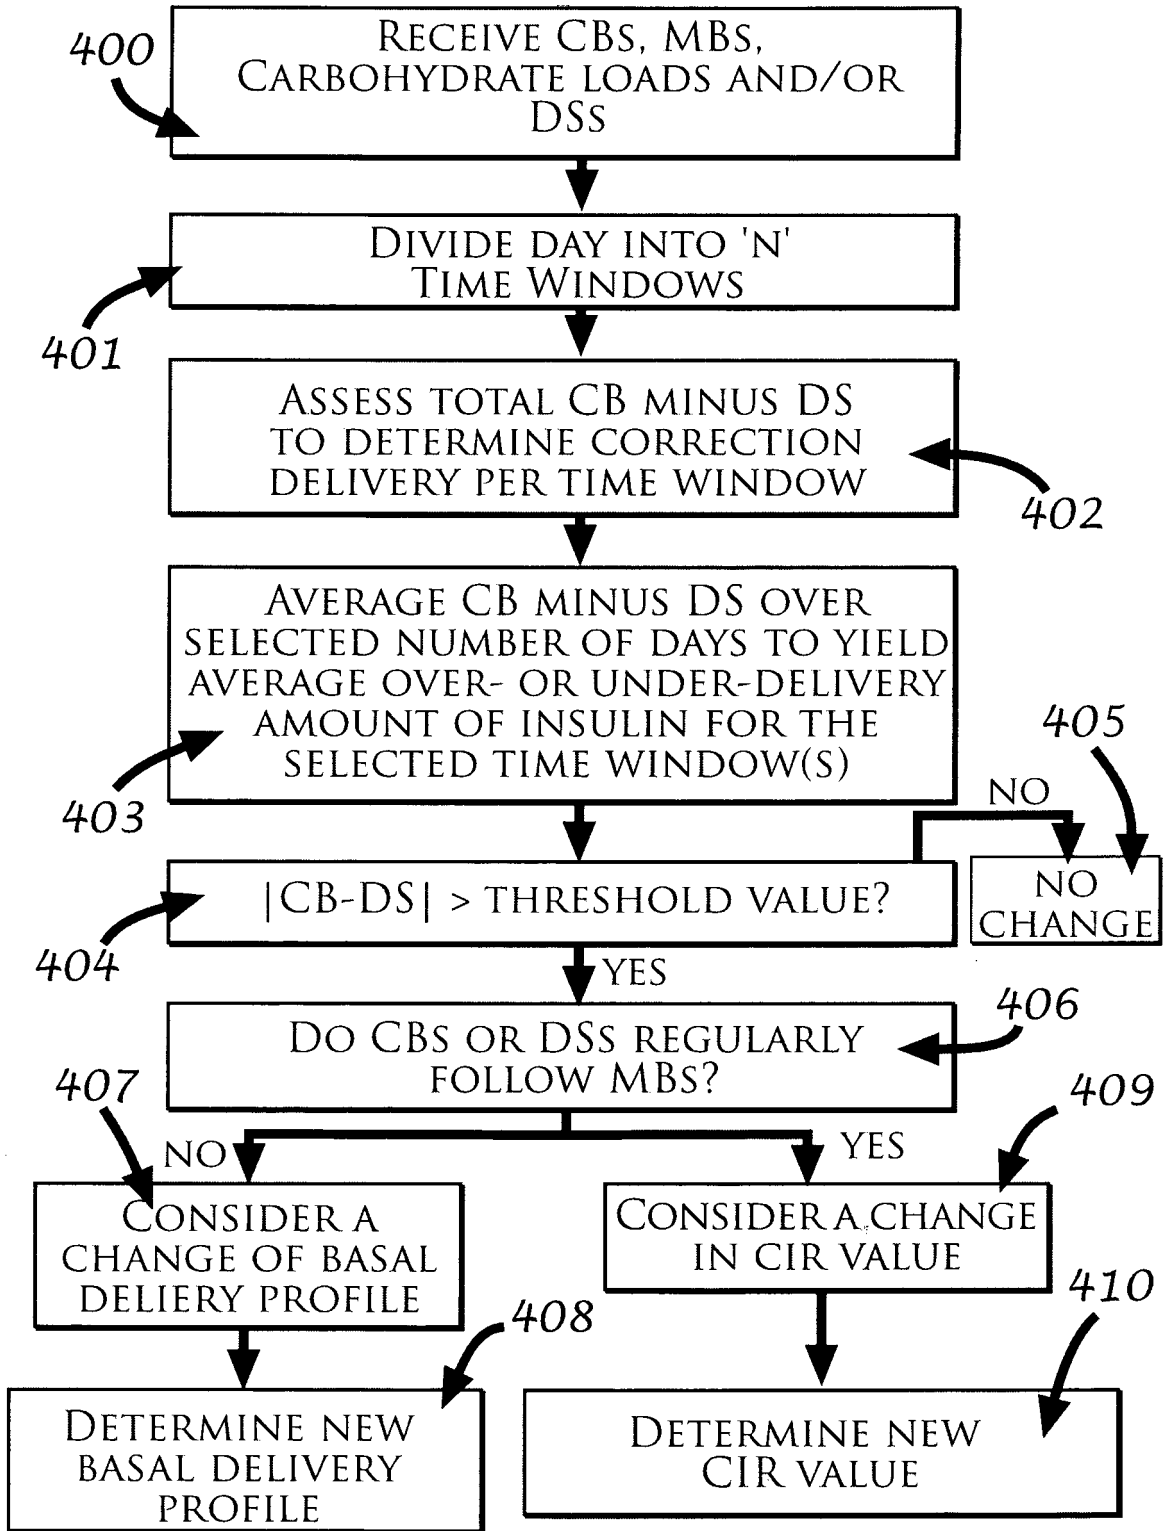 400
RECEIVE CBS, MBS,
CARBOHYDRATE LOADS AND/OR
DSS
DIVIDE DAY INTO 'N'
TIME WINDOWS
401
ASSESS TOTAL CB MINUS DS
TO DETERMINE CORRECTION
DELIVERY PER TIME WINDOW
402
AVERAGE CB MINUS DS OVER
SELECTED NUMBER OF DAYS TO YIELD
AVERAGE OVER- OR UNDER-DELIVERY
AMOUNT OF INSULIN FOR THE
SELECTED TIME WINDOW(S)
403
405
NO
NO
CHANGE
|CB-DS| > THRESHOLD VALUE?
404
YES
406
DO CBS OR DSS REGULARLY
FOLLOW MBS?
407
409
NO
YES
CONSIDER A
CHANGE OF BASAL
DELIERY PROFILE
CONSIDER A CHANGE
IN CIR VALUE
408
410
DETERMINE NEW
BASAL DELIVERY
PROFILE
DETERMINE NEW
CIR VALUE